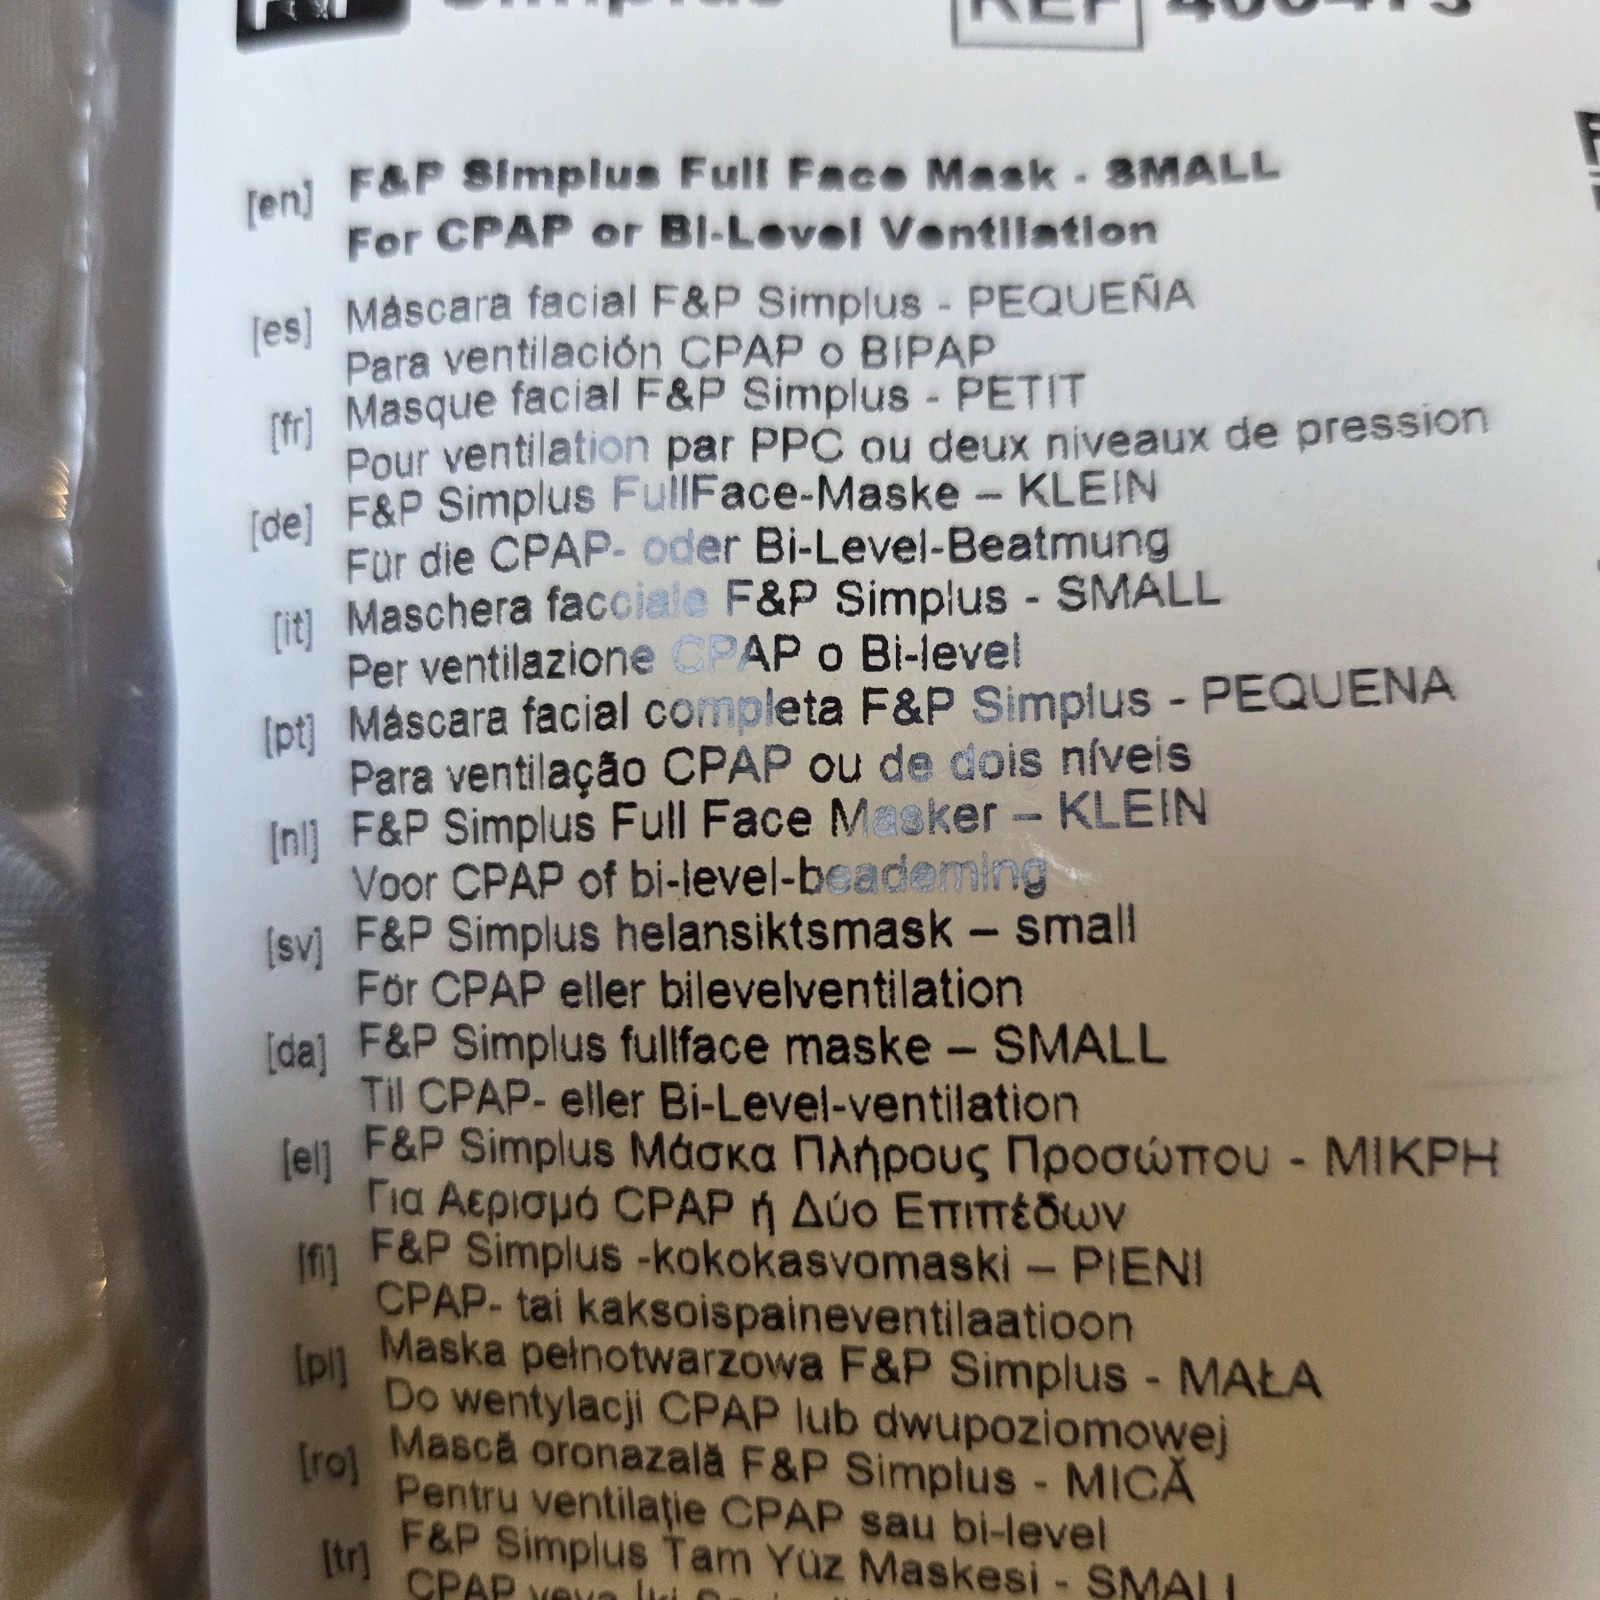 Simplus
REF
[en] F&P Simplus Full Face Mask - SMALL
For CPAP or Bi-Level Ventilation
[es] Máscara facial F&P Simplus - PEQUEÑA
Para ventilación CPAP o BIPAP
[fr] Masque facial F&P Simplus - PETIT
Pour ventilation par PPC ou deux niveaux de pression
[de] F&P Simplus FullFace-Maske – KLEIN
Für die CPAP- oder Bi-Level-Beatmung
[it] Maschera facciale F&P Simplus - SMALL
Per ventilazione CPAP o Bi-level
[pt] Máscara facial completa F&P Simplus - PEQUENA
Para ventilação CPAP ou de dois níveis
[nl] F&P Simplus Full Face Masker – KLEIN
Voor CPAP of bi-level-beademing
[sv] F&P Simplus helansiktsmask – small
För CPAP eller bilevelventilation
[da] F&P Simplus fullface maske – SMALL
Til CPAP- eller Bi-Level-ventilation
[el] F&P Simplus Μάσκα Πλήρους Προσώπου - ΜΙΚΡΗ
Για Αερισμό CPAP ή Δύο Επιπέδων
[fi] F&P Simplus -kokokasvomaski – PIENI
CPAP- tai kaksoispaineventilaatioon
[pl] Maska pełnotwarzowa F&P Simplus - MAŁA
Do wentylacji CPAP lub dwupoziomowej
[ro] Mască oronazală F&P Simplus - MICĂ
Pentru ventilație CPAP sau bi-level
[tr] F&P Simplus Tam Yüz Maskesi - SMALL
CPAP veya İki